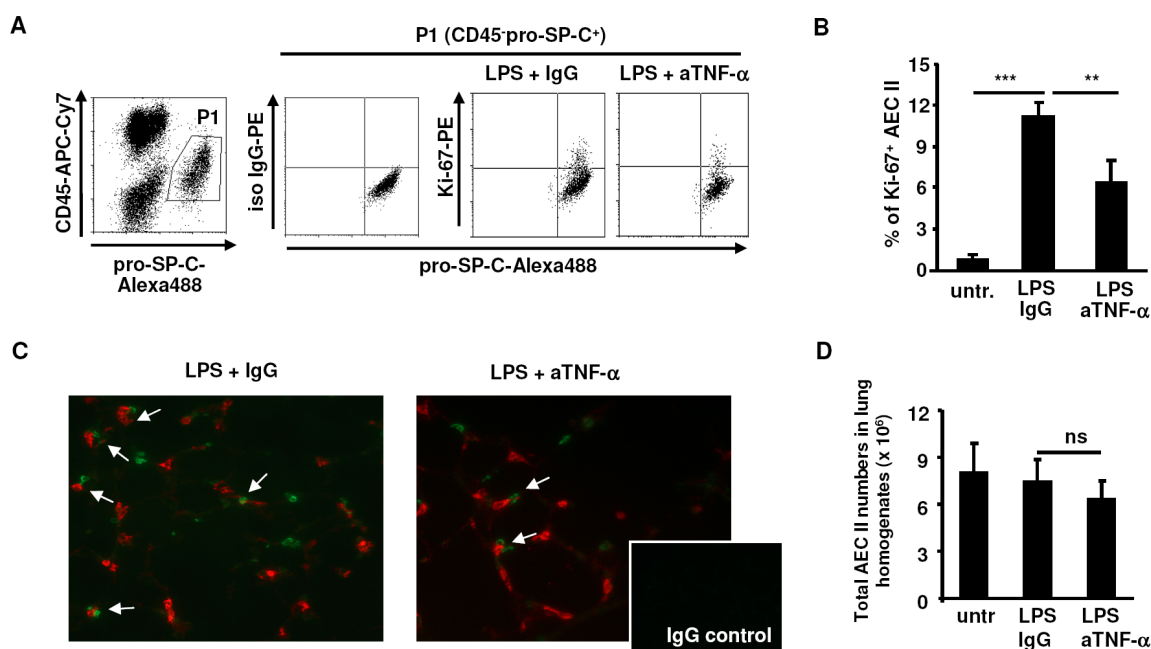 A
P1 (CD45-pro-SP-C+)
LPS + IgG
LPS + aTNF-α
CD45-APC-Cy7
P1
iso IgG-PE
Ki-67-PE
pro-SP-C-
Alexa488
pro-SP-C-Alexa488
B
% of Ki-67+ AEC II
15
12
9
6
3
0
***
**
untr.
LPS
IgG
LPS
aTNF-α
C
LPS + IgG
LPS + aTNF-α
IgG control
D
Total AEC II numbers in lung
homogenates (x 10⁶)
12
9
6
3
0
ns
untr
LPS
IgG
LPS
aTNF-α